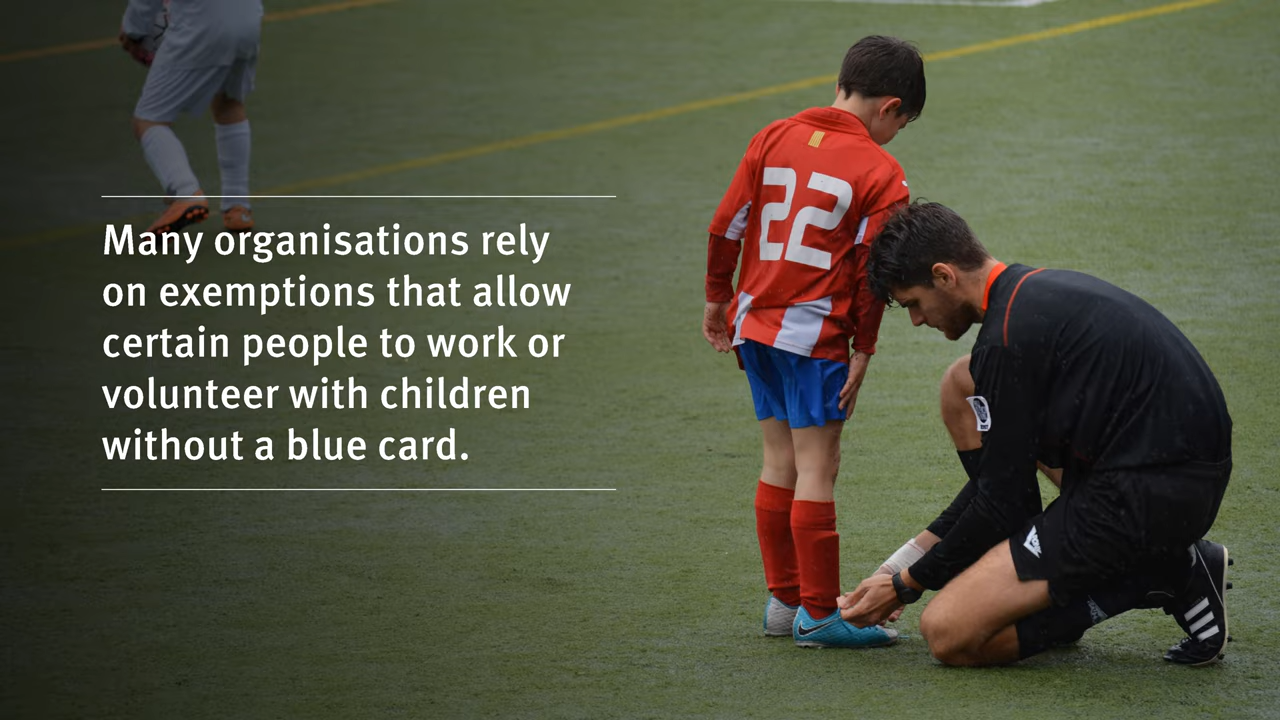 Many organisations rely
on exemptions that allow
certain people to work or
volunteer with children
without a blue card.
22